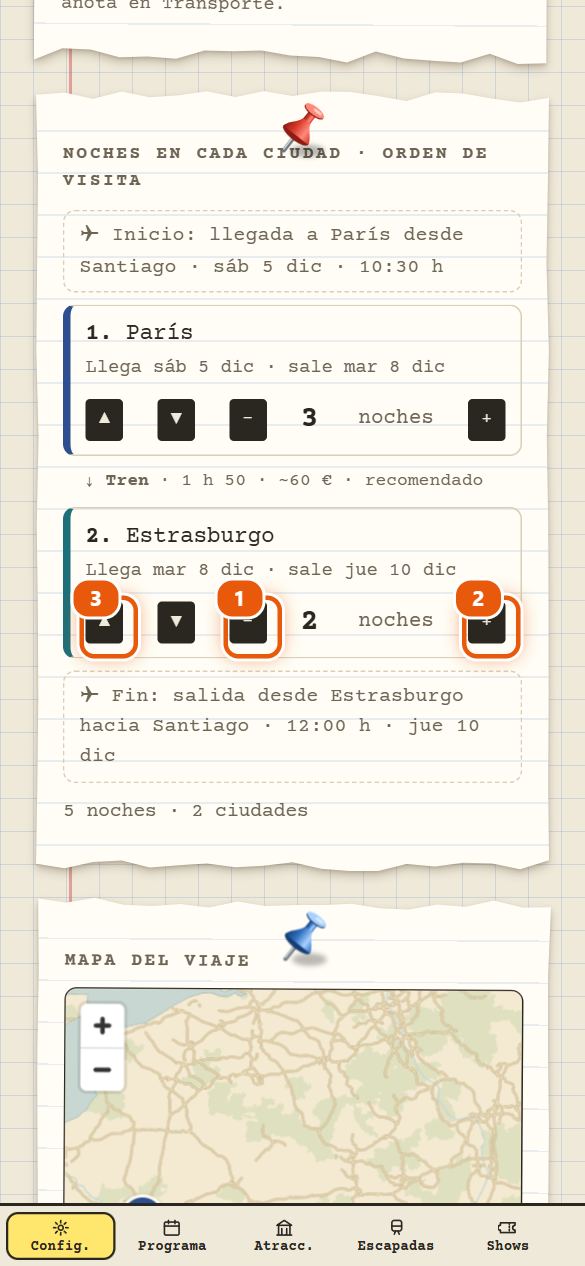 anota en Transporte.
NOCHES EN CADA CIUDAD · ORDEN DE
VISITA
✈ Inicio: llegada a París desde
Santiago · sáb 5 dic · 10:30 h
1. París
Llega sáb 5 dic · sale mar 8 dic
▲ ▼ − 3 noches +
↓ Tren · 1 h 50 · ~60 € · recomendado
2. Estrasburgo
Llega mar 8 dic · sale jue 10 dic
3 1 2
▲ ▼ − 2 noches +
✈ Fin: salida desde Estrasburgo
hacia Santiago · 12:00 h · jue 10
dic
5 noches · 2 ciudades
MAPA DEL VIAJE
+
−
Config. Programa Atracc. Escapadas Shows